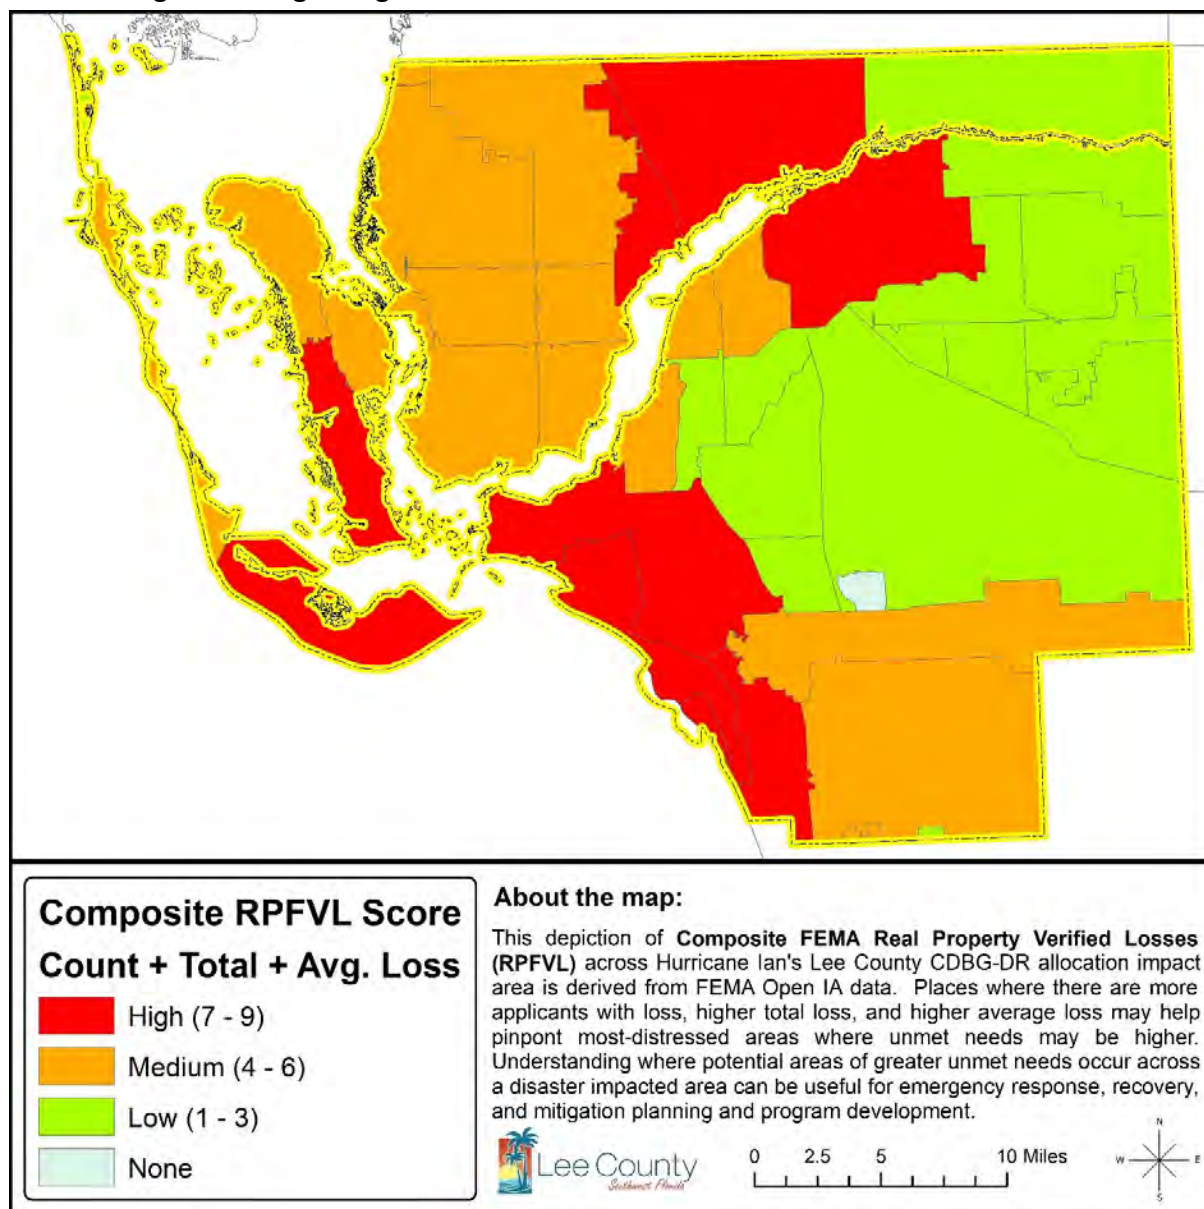 Composite RPFVL Score
Count + Total + Avg. Loss
High (7 - 9)
Medium (4 - 6)
Low (1 - 3)
None
About the map:
This depiction of Composite FEMA Real Property Verified Losses
(RPFVL) across Hurricane Ian's Lee County CDBG-DR allocation impact
area is derived from FEMA Open IA data. Places where there are more
applicants with loss, higher total loss, and higher average loss may help
pinpont most-distressed areas where unmet needs may be higher.
Understanding where potential areas of greater unmet needs occur across
a disaster impacted area can be useful for emergency response, recovery,
and mitigation planning and program development.
Lee County
Southwest Florida
0 2.5 5 10 Miles
N
W E
S